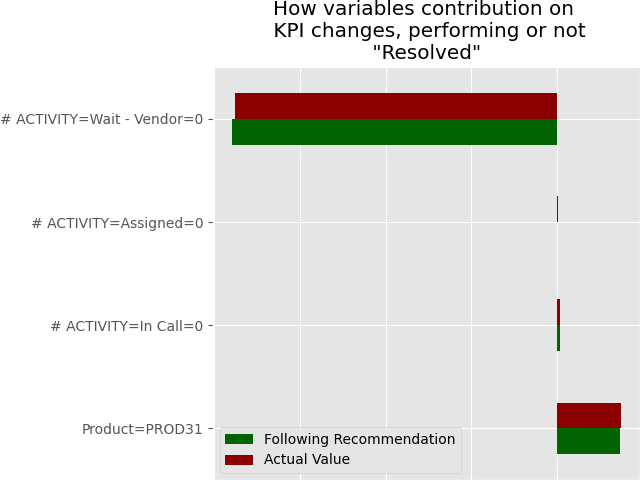 How variables contribution on
KPI changes, performing or not
"Resolved"
# ACTIVITY=Wait - Vendor=0
# ACTIVITY=Assigned=0
# ACTIVITY=In Call=0
Product=PROD31
Following Recommendation
Actual Value